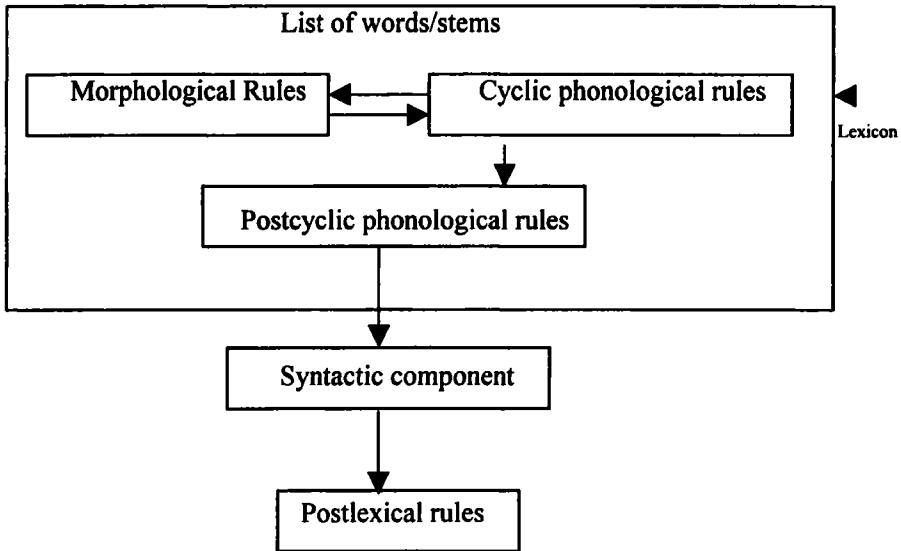 List of words/stems
Morphological Rules
Cyclic phonological rules
Lexicon
Postcyclic phonological rules
Syntactic component
Postlexical rules